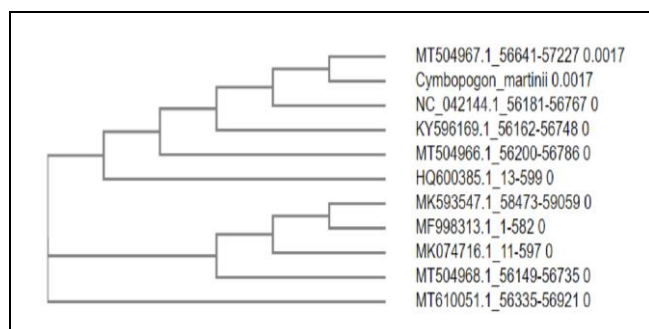 MT504967.1_56641-57227 0.0017
Cymbopogon_martinii 0.0017
NC_042144.1_56181-56767 0
KY596169.1_56162-56748 0
MT504966.1_56200-56786 0
HQ600385.1_13-599 0
MK593547.1_58473-59059 0
MF998313.1_1-582 0
MK074716.1_11-597 0
MT504968.1_56149-56735 0
MT610051.1_56335-56921 0